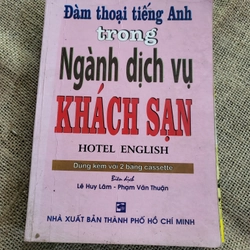 Đàm thoại tiếng Anh
trong
Ngành dịch vụ
KHÁCH SẠN
HOTEL ENGLISH
Dùng kèm với 2 băng cassette
Biên dịch
Lê Huy Lâm - Phạm Văn Thuận
NHÀ XUẤT BẢN THÀNH PHỐ HỒ CHÍ MINH